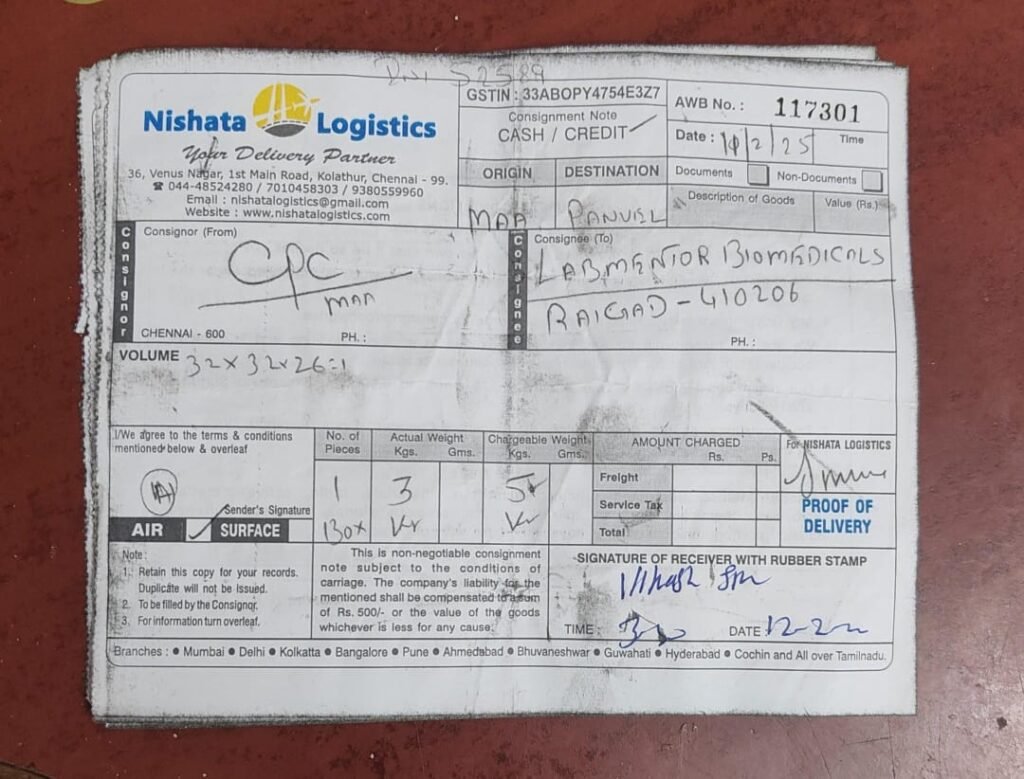 52589
Nishata Logistics
Your Delivery Partner
36, Venus Nagar, 1st Main Road, Kolathur, Chennai - 99.
☎ 044-48524280 / 7010458303 / 9380559960
Email : nishatalogistics@gmail.com
Website : www.nishatalogistics.com
GSTIN : 33ABOPY4754E3Z7
Consignment Note
CASH / CREDIT
ORIGIN DESTINATION
MAA PANVEL
AWB No. : 117301
Date : 10/2/25 Time
Documents Non-Documents
Description of Goods Value (Rs.)
Consignor
Consignor (From)
CPC
MAA
CHENNAI - 600 PH. :
Consignee
Consignee (To)
LABMENTOR BIOMEDICALS
RAIGAD - 410206
PH. :
VOLUME 32 x 32 x 26 = 1
I/We agree to the terms & conditions
mentioned below & overleaf
Sender's Signature
AIR ✓ SURFACE
No. of Pieces Actual Weight Kgs. Gms. Chargeable Weight Kgs. Gms.
1 3 5
Box Kg Kg
AMOUNT CHARGED
Rs. Ps.
Freight
Service Tax
Total
For NISHATA LOGISTICS
PROOF OF
DELIVERY
Note :
1. Retain this copy for your records.
Duplicate will not be issued.
2. To be filled by the Consignor.
3. For information turn overleaf.
This is non-negotiable consignment
note subject to the conditions of
carriage. The company's liability for the
mentioned shall be compensated to a sum
of Rs. 500/- or the value of the goods
whichever is less for any cause.
SIGNATURE OF RECEIVER WITH RUBBER STAMP
TIME : DATE
Branches : ● Mumbai ● Delhi ● Kolkatta ● Bangalore ● Pune ● Ahmedabad ● Bhuvaneshwar ● Guwahati ● Hyderabad ● Cochin and All over Tamilnadu.